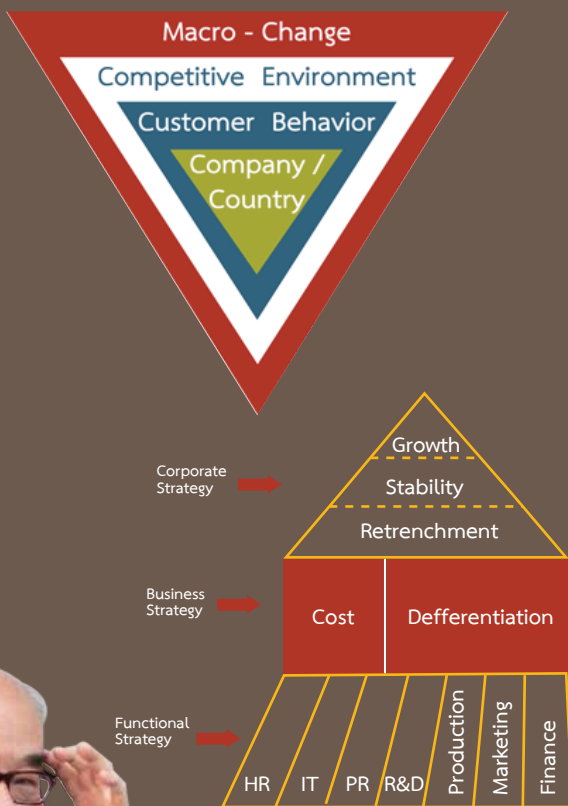 Macro - Change
Competitive Environment
Customer Behavior
Company /
Country
Growth
Corporate
Strategy
Stability
Retrenchment
Business
Strategy
Cost
Defferentiation
Functional
Strategy
HR
IT
PR
R&D
Production
Marketing
Finance